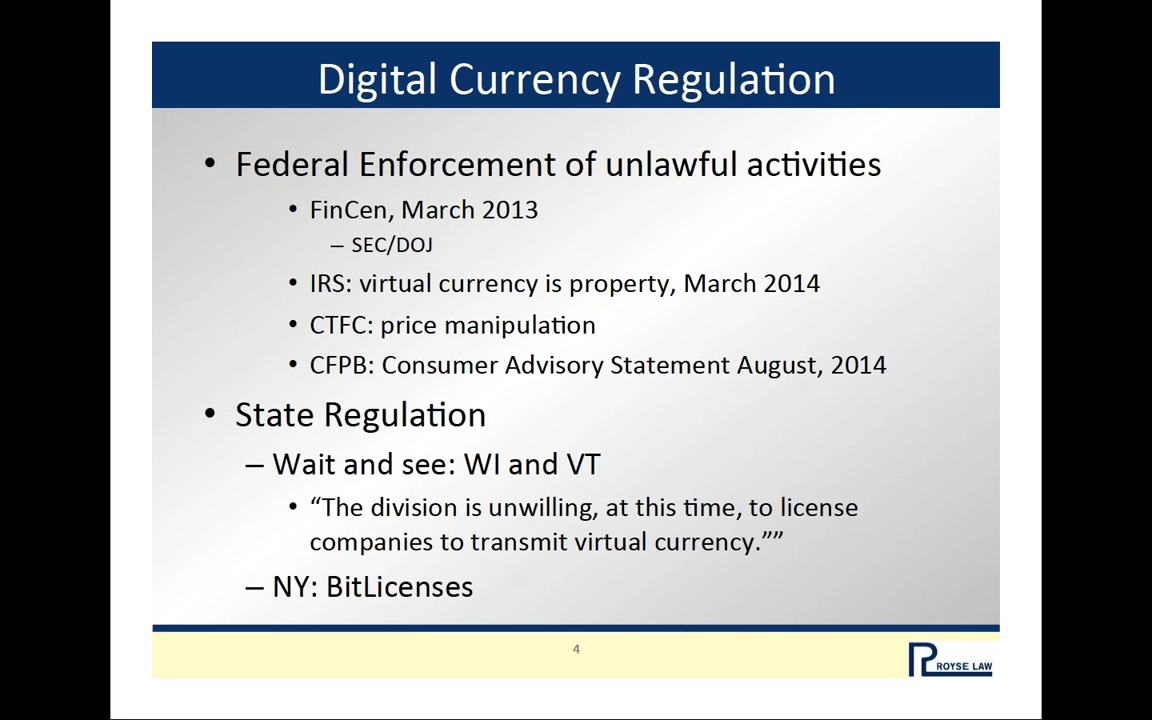 Digital Currency Regulation
• Federal Enforcement of unlawful activities
• FinCen, March 2013
– SEC/DOJ
• IRS: virtual currency is property, March 2014
• CTFC: price manipulation
• CFPB: Consumer Advisory Statement August, 2014
• State Regulation
– Wait and see: WI and VT
• “The division is unwilling, at this time, to license
companies to transmit virtual currency.””
– NY: BitLicenses
4
ROYSE LAW